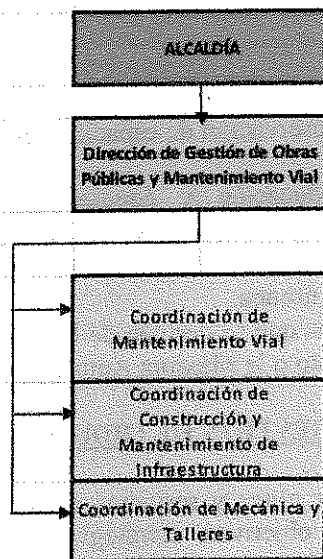 ALCALDÍA
Dirección de Gestión de Obras
Públicas y Mantenimiento Vial
Coordinación de
Mantenimiento Vial
Coordinación de
Construcción y
Mantenimiento de
Infraestructura
Coordinación de Mecánica y
Talleres